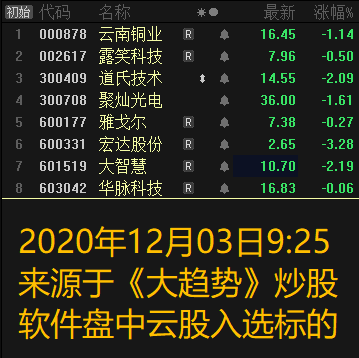 初始 代码 名称 最新 涨幅%
1 000878 云南铜业 R 16.45 -1.14
2 002617 露笑科技 R 7.96 -0.50
3 300409 道氏技术 14.55 -2.09
4 300708 聚灿光电 36.00 -1.61
5 600177 雅戈尔 R 7.38 -0.27
6 600331 宏达股份 R 2.65 -3.28
7 601519 大智慧 R 10.70 -2.19
8 603042 华脉科技 R 16.83 -0.06
2020年12月03日9:25
来源于《大趋势》炒股
软件盘中云股入选标的